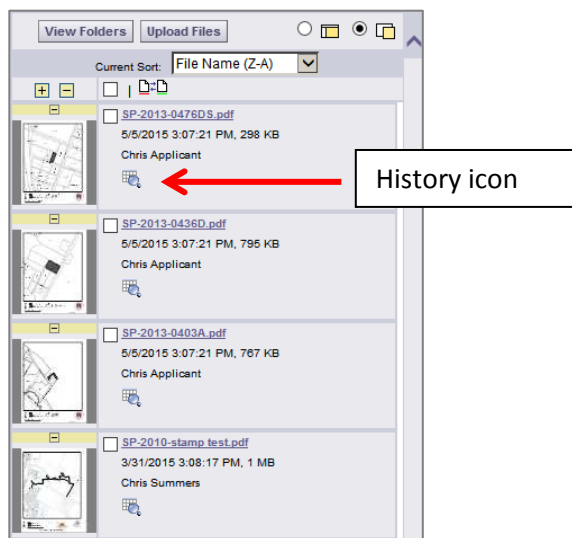 View Folders Upload Files
Current Sort: File Name (Z-A)
|
SP-2013-0476DS.pdf
5/5/2015 3:07:21 PM, 298 KB
Chris Applicant
History icon
SP-2013-0436D.pdf
5/5/2015 3:07:21 PM, 795 KB
Chris Applicant
SP-2013-0403A.pdf
5/5/2015 3:07:21 PM, 767 KB
Chris Applicant
SP-2010-stamp test.pdf
3/31/2015 3:08:17 PM, 1 MB
Chris Summers